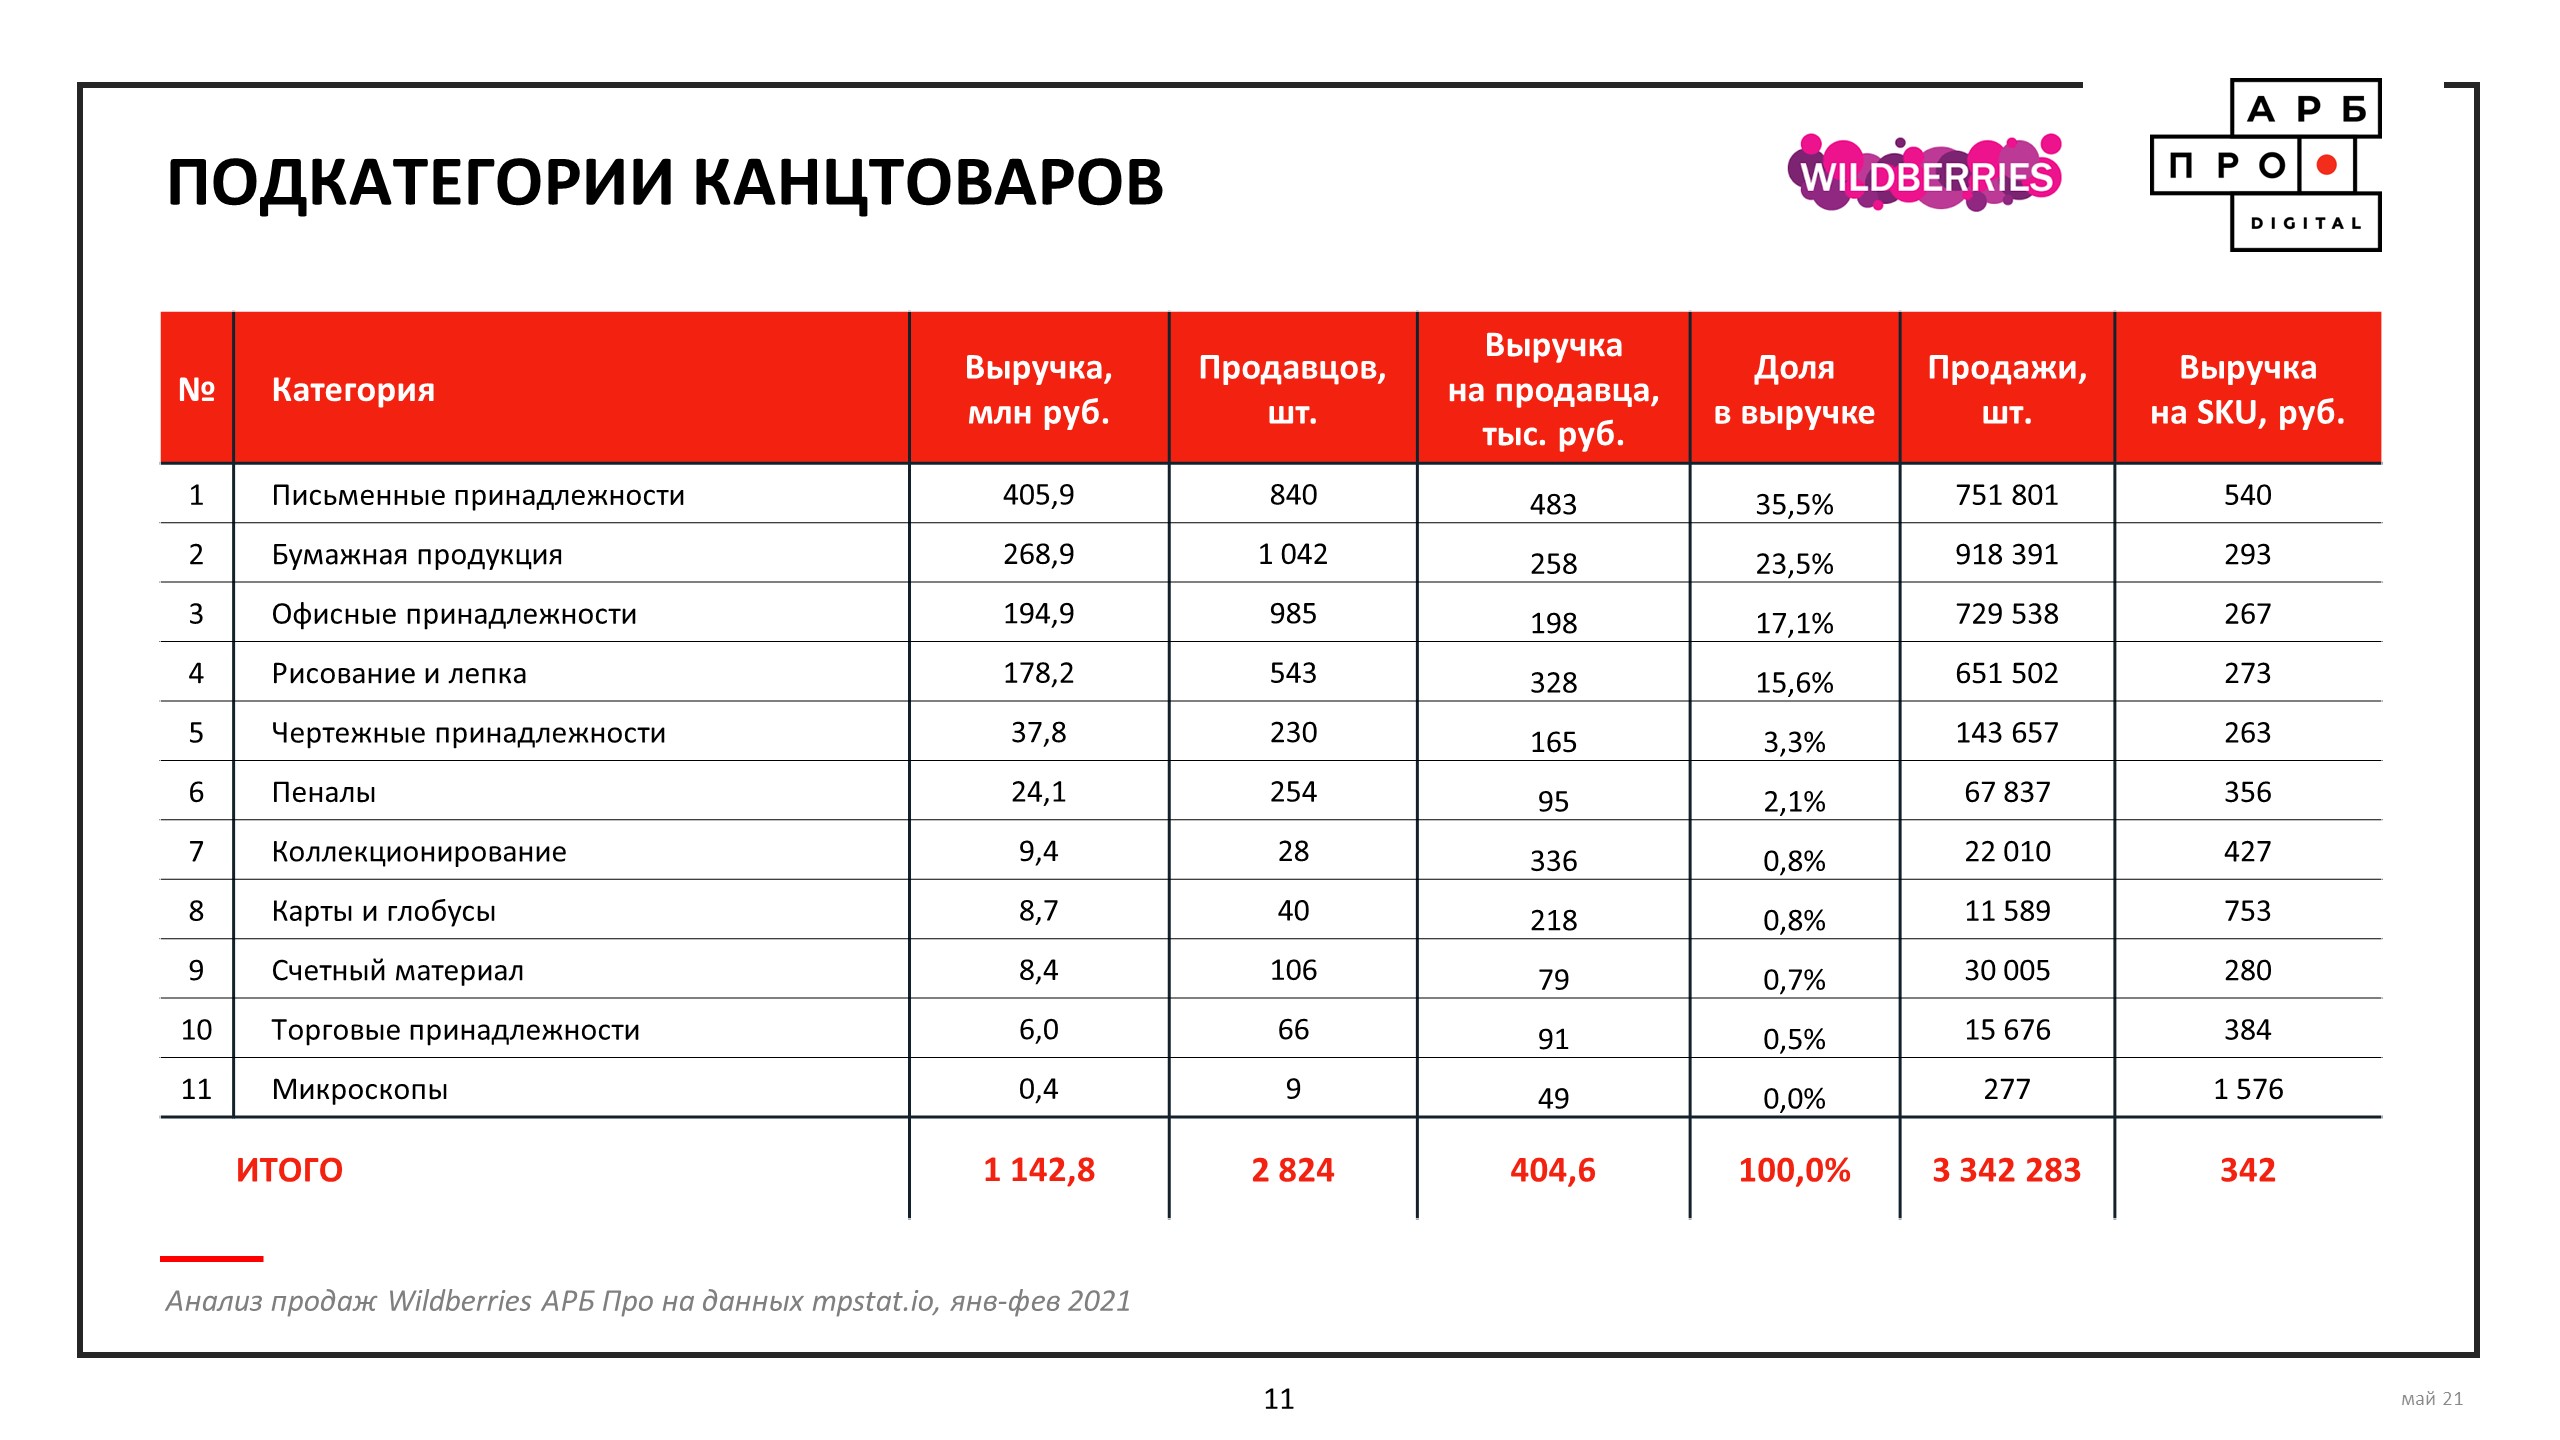 ПОДКАТЕГОРИИ КАНЦТОВАРОВ
WILDBERRIES
АРБ
ПРО
DIGITAL
№ Категория Выручка, млн руб. Продавцов, шт. Выручка на продавца, тыс. руб. Доля в выручке Продажи, шт. Выручка на SKU, руб.
1 Письменные принадлежности 405,9 840 483 35,5% 751 801 540
2 Бумажная продукция 268,9 1 042 258 23,5% 918 391 293
3 Офисные принадлежности 194,9 985 198 17,1% 729 538 267
4 Рисование и лепка 178,2 543 328 15,6% 651 502 273
5 Чертежные принадлежности 37,8 230 165 3,3% 143 657 263
6 Пеналы 24,1 254 95 2,1% 67 837 356
7 Коллекционирование 9,4 28 336 0,8% 22 010 427
8 Карты и глобусы 8,7 40 218 0,8% 11 589 753
9 Счетный материал 8,4 106 79 0,7% 30 005 280
10 Торговые принадлежности 6,0 66 91 0,5% 15 676 384
11 Микроскопы 0,4 9 49 0,0% 277 1 576
ИТОГО 1 142,8 2 824 404,6 100,0% 3 342 283 342
Анализ продаж Wildberries АРБ Про на данных mpstat.io, янв-фев 2021
11
май 21